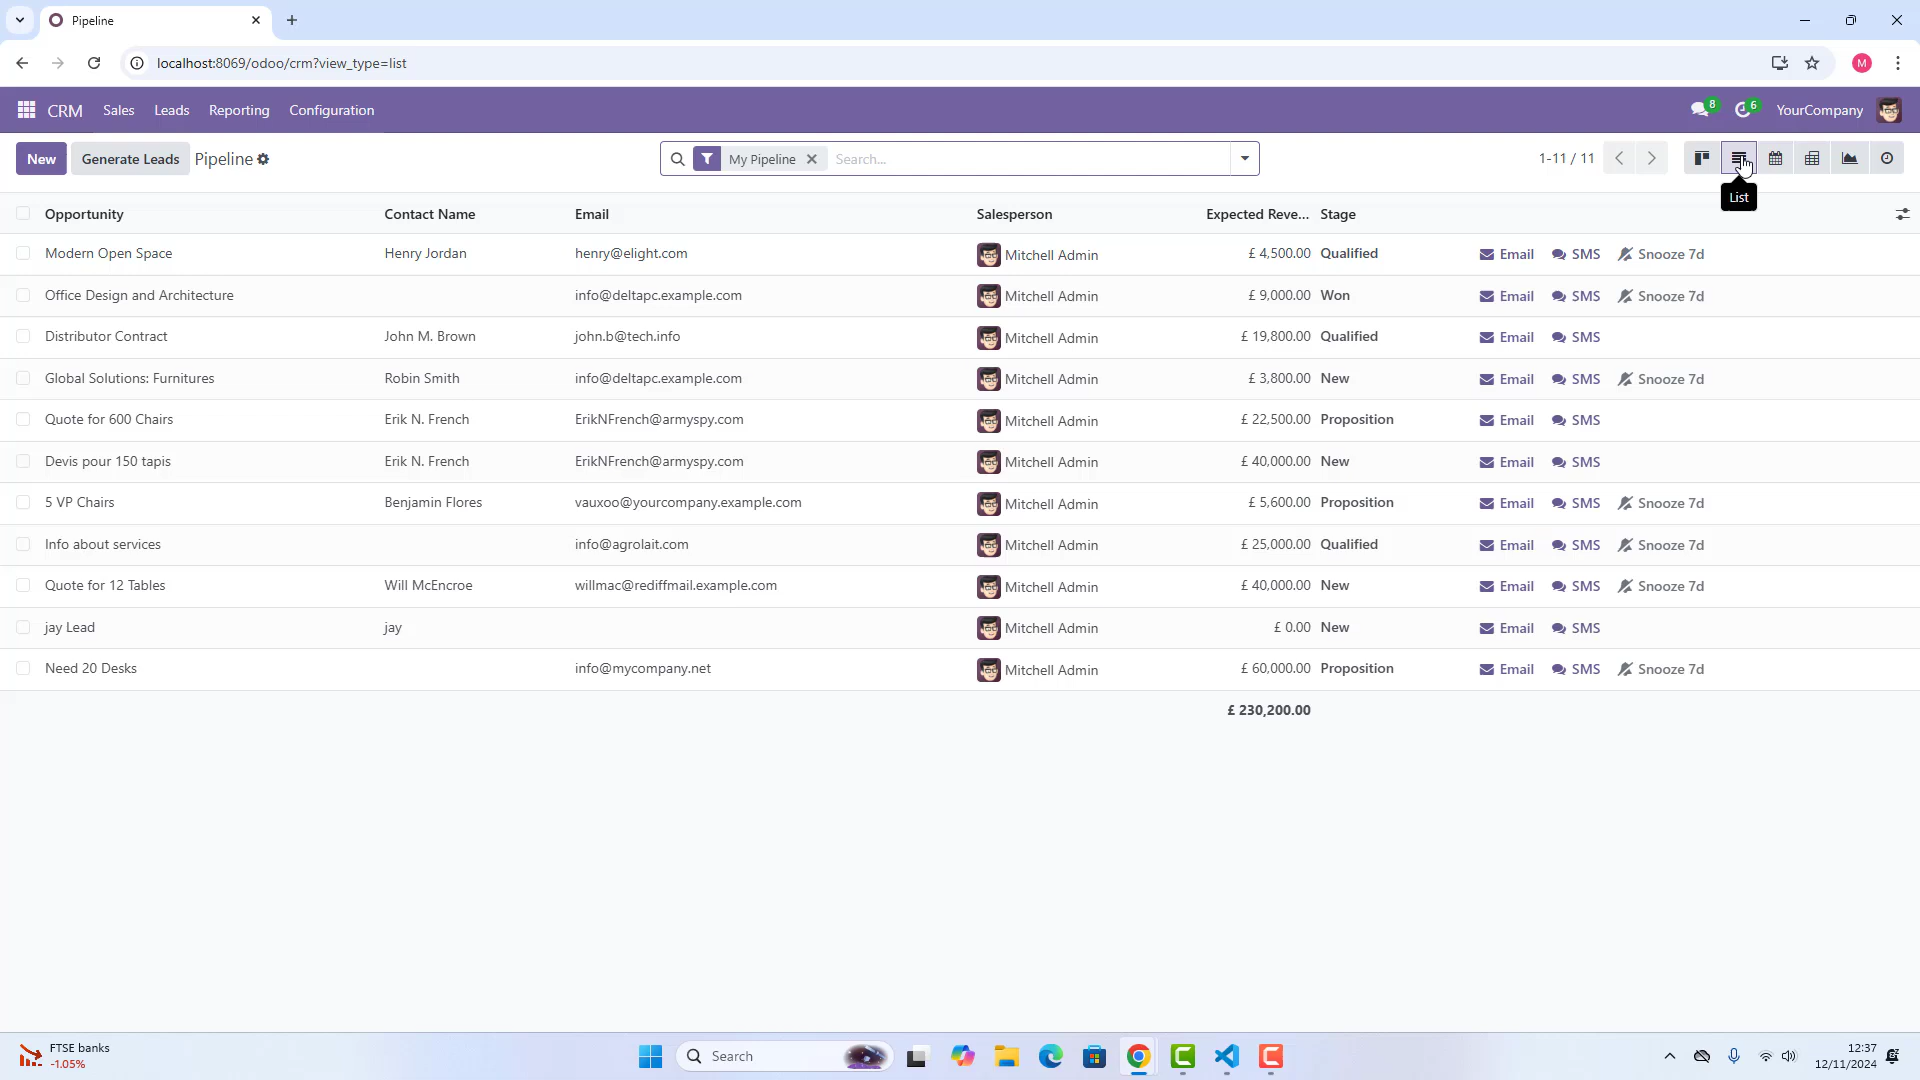 Pipeline
localhost:8069/odoo/crm?view_type=list
M
CRM Sales Leads Reporting Configuration 8 6 YourCompany
New Generate Leads Pipeline My Pipeline Search... 1-11 / 11
List
Opportunity Contact Name Email Salesperson Expected Reve... Stage
Modern Open Space Henry Jordan henry@elight.com Mitchell Admin £ 4,500.00 Qualified Email SMS Snooze 7d
Office Design and Architecture info@deltapc.example.com Mitchell Admin £ 9,000.00 Won Email SMS Snooze 7d
Distributor Contract John M. Brown john.b@tech.info Mitchell Admin £ 19,800.00 Qualified Email SMS
Global Solutions: Furnitures Robin Smith info@deltapc.example.com Mitchell Admin £ 3,800.00 New Email SMS Snooze 7d
Quote for 600 Chairs Erik N. French ErikNFrench@armyspy.com Mitchell Admin £ 22,500.00 Proposition Email SMS
Devis pour 150 tapis Erik N. French ErikNFrench@armyspy.com Mitchell Admin £ 40,000.00 New Email SMS
5 VP Chairs Benjamin Flores vauxoo@yourcompany.example.com Mitchell Admin £ 5,600.00 Proposition Email SMS Snooze 7d
Info about services info@agrolait.com Mitchell Admin £ 25,000.00 Qualified Email SMS Snooze 7d
Quote for 12 Tables Will McEncroe willmac@rediffmail.example.com Mitchell Admin £ 40,000.00 New Email SMS Snooze 7d
jay Lead jay Mitchell Admin £ 0.00 New Email SMS
Need 20 Desks info@mycompany.net Mitchell Admin £ 60,000.00 Proposition Email SMS Snooze 7d
£ 230,200.00
FTSE banks
-1.05%
Search
12:37
12/11/2024